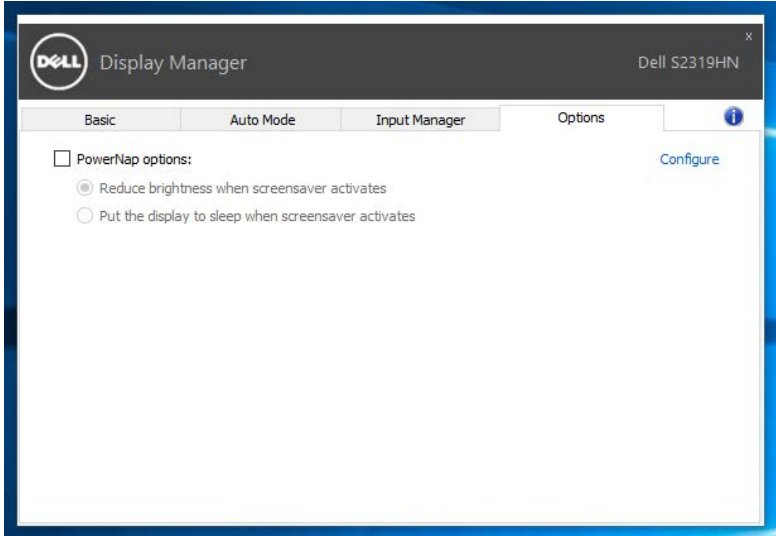 DELL Display Manager
x
Dell S2319HN
Basic Auto Mode Input Manager Options i
PowerNap options: Configure
Reduce brightness when screensaver activates
Put the display to sleep when screensaver activates